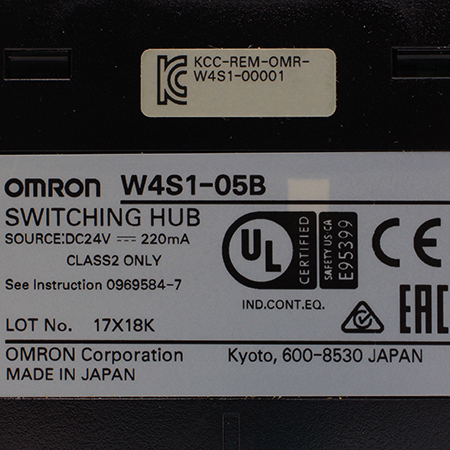 KCC-REM-OMR-
W4S1-00001
OMRON W4S1-05B
SWITCHING HUB
SOURCE:DC24V ⎓ 220mA
CLASS2 ONLY
See Instruction 0969584-7
LOT No. 17X18K
OMRON Corporation
MADE IN JAPAN
UL CERTIFIED
SAFETY US-CA
E95399
IND.CONT.EQ.
CE
EAC
Kyoto, 600-8530 JAPAN